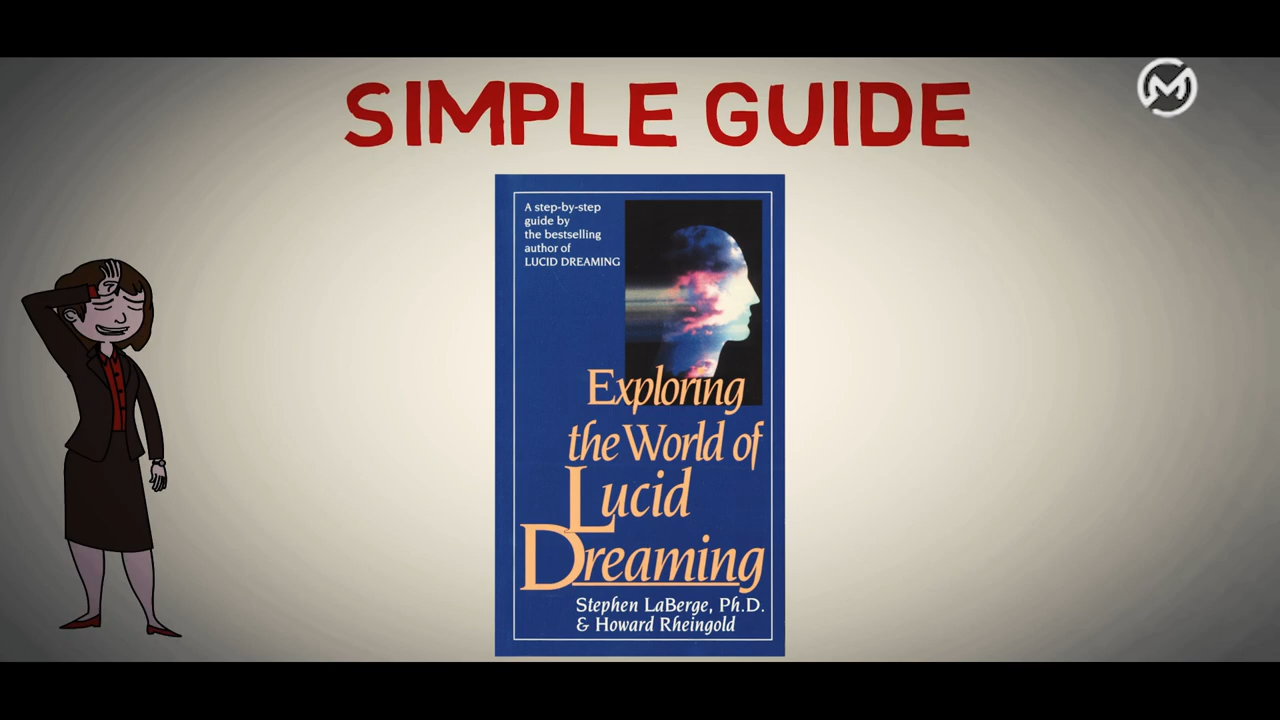 SIMPLE GUIDE
M
A step-by-step
guide by
the bestselling
author of
LUCID DREAMING
Exploring
the World of
Lucid
Dreaming
Stephen LaBerge, Ph.D.
& Howard Rheingold